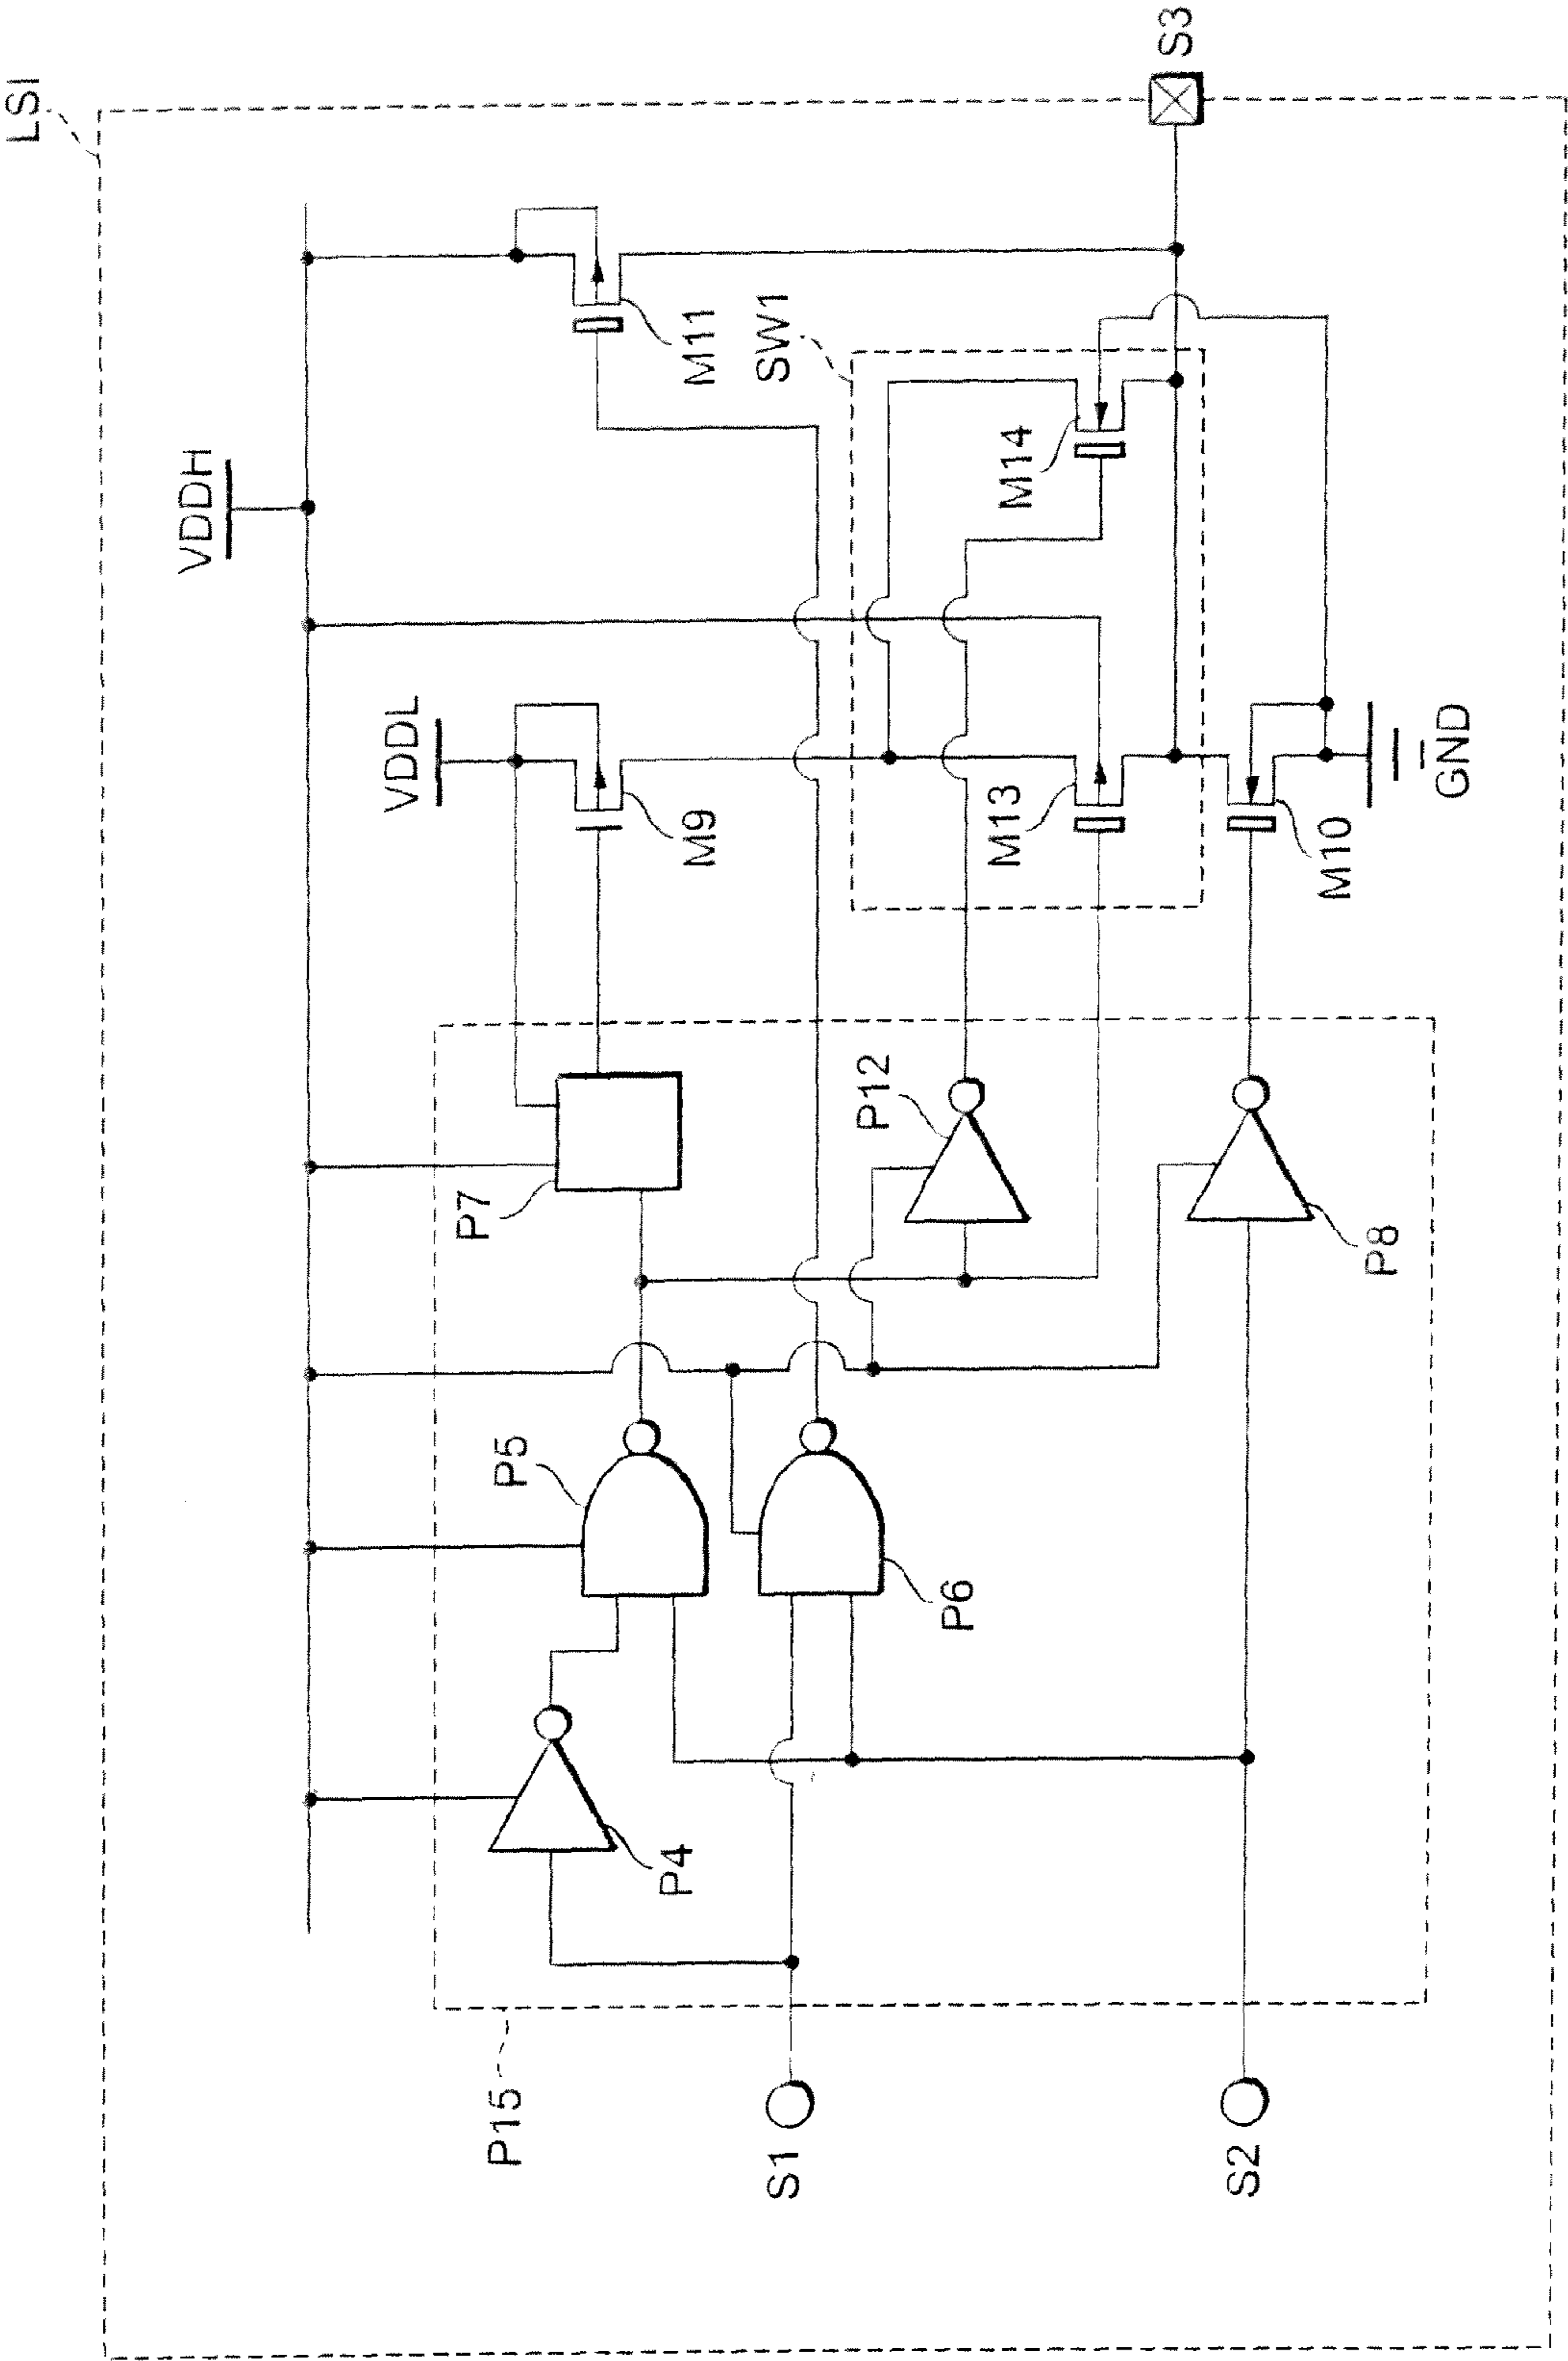 LSI
VDDH
VDDL
S3
M11
SW1
M14
M9
M13
M10
GND
P7
P12
P8
P5
P6
P4
P15
S1
S2